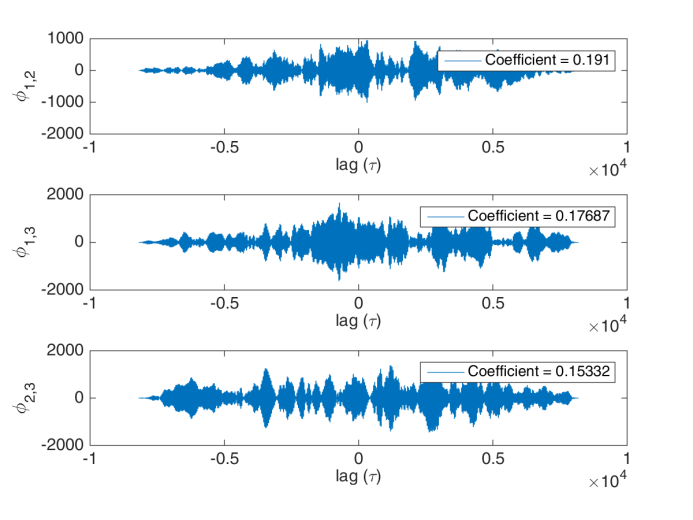 1000
0
-1000
-2000
ϕ1,2
Coefficient = 0.191
-1 -0.5 0 0.5 1
lag (τ)
×10^4
2000
0
-2000
ϕ1,3
Coefficient = 0.17687
-1 -0.5 0 0.5 1
lag (τ)
×10^4
2000
0
-2000
ϕ2,3
Coefficient = 0.15332
-1 -0.5 0 0.5 1
lag (τ)
×10^4